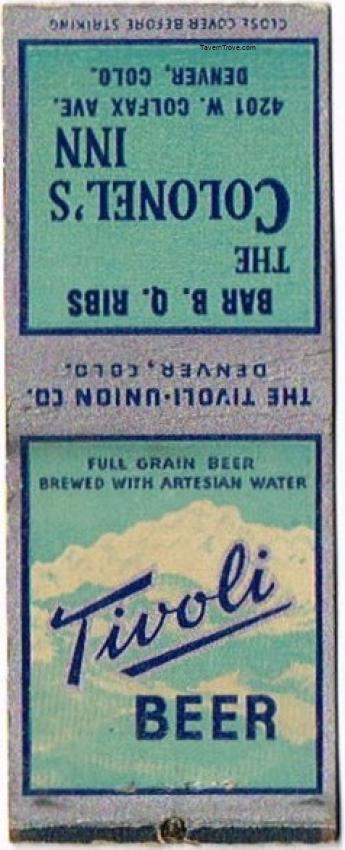 TavernTrove.com
CLOSE COVER BEFORE STRIKING
BAR B. Q. RIBS
THE
COLONEL'S
INN
4201 W. COLFAX AVE.
DENVER, COLO.
THE TIVOLI-UNION CO.
DENVER, COLO.
FULL GRAIN BEER
BREWED WITH ARTESIAN WATER
Tivoli
BEER